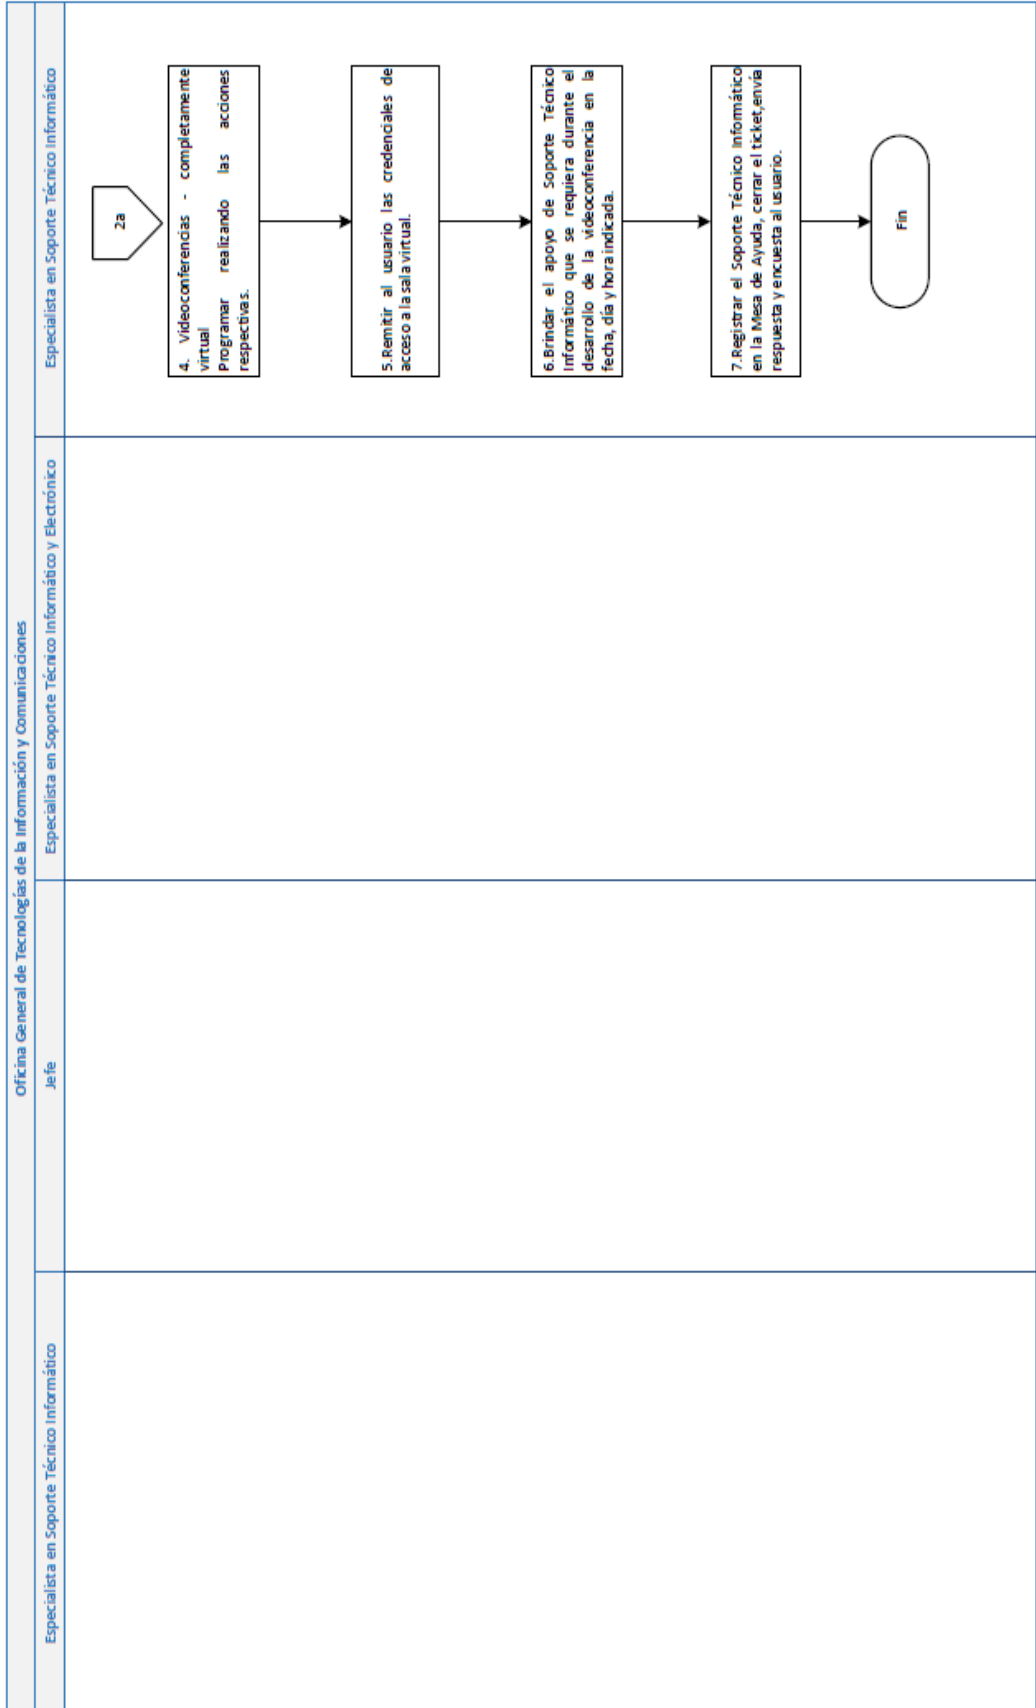 Oficina General de Tecnologías de la Información y Comunicaciones
Especialista en Soporte Técnico Informático
Jefe
Especialista en Soporte Técnico Informático y Electrónico
Especialista en Soporte Técnico Informático
2a
4. Videoconferencias - completamente
virtual
Programar realizando las acciones
respectivas.
5.Remitir al usuario las credenciales de
acceso a la sala virtual.
6.Brindar el apoyo de Soporte Técnico
Informático que se requiera durante el
desarrollo de la videoconferencia en la
fecha, día y hora indicada.
7.Registrar el Soporte Técnico Informático
en la Mesa de Ayuda, cerrar el ticket,envía
respuesta y encuesta al usuario.
Fin